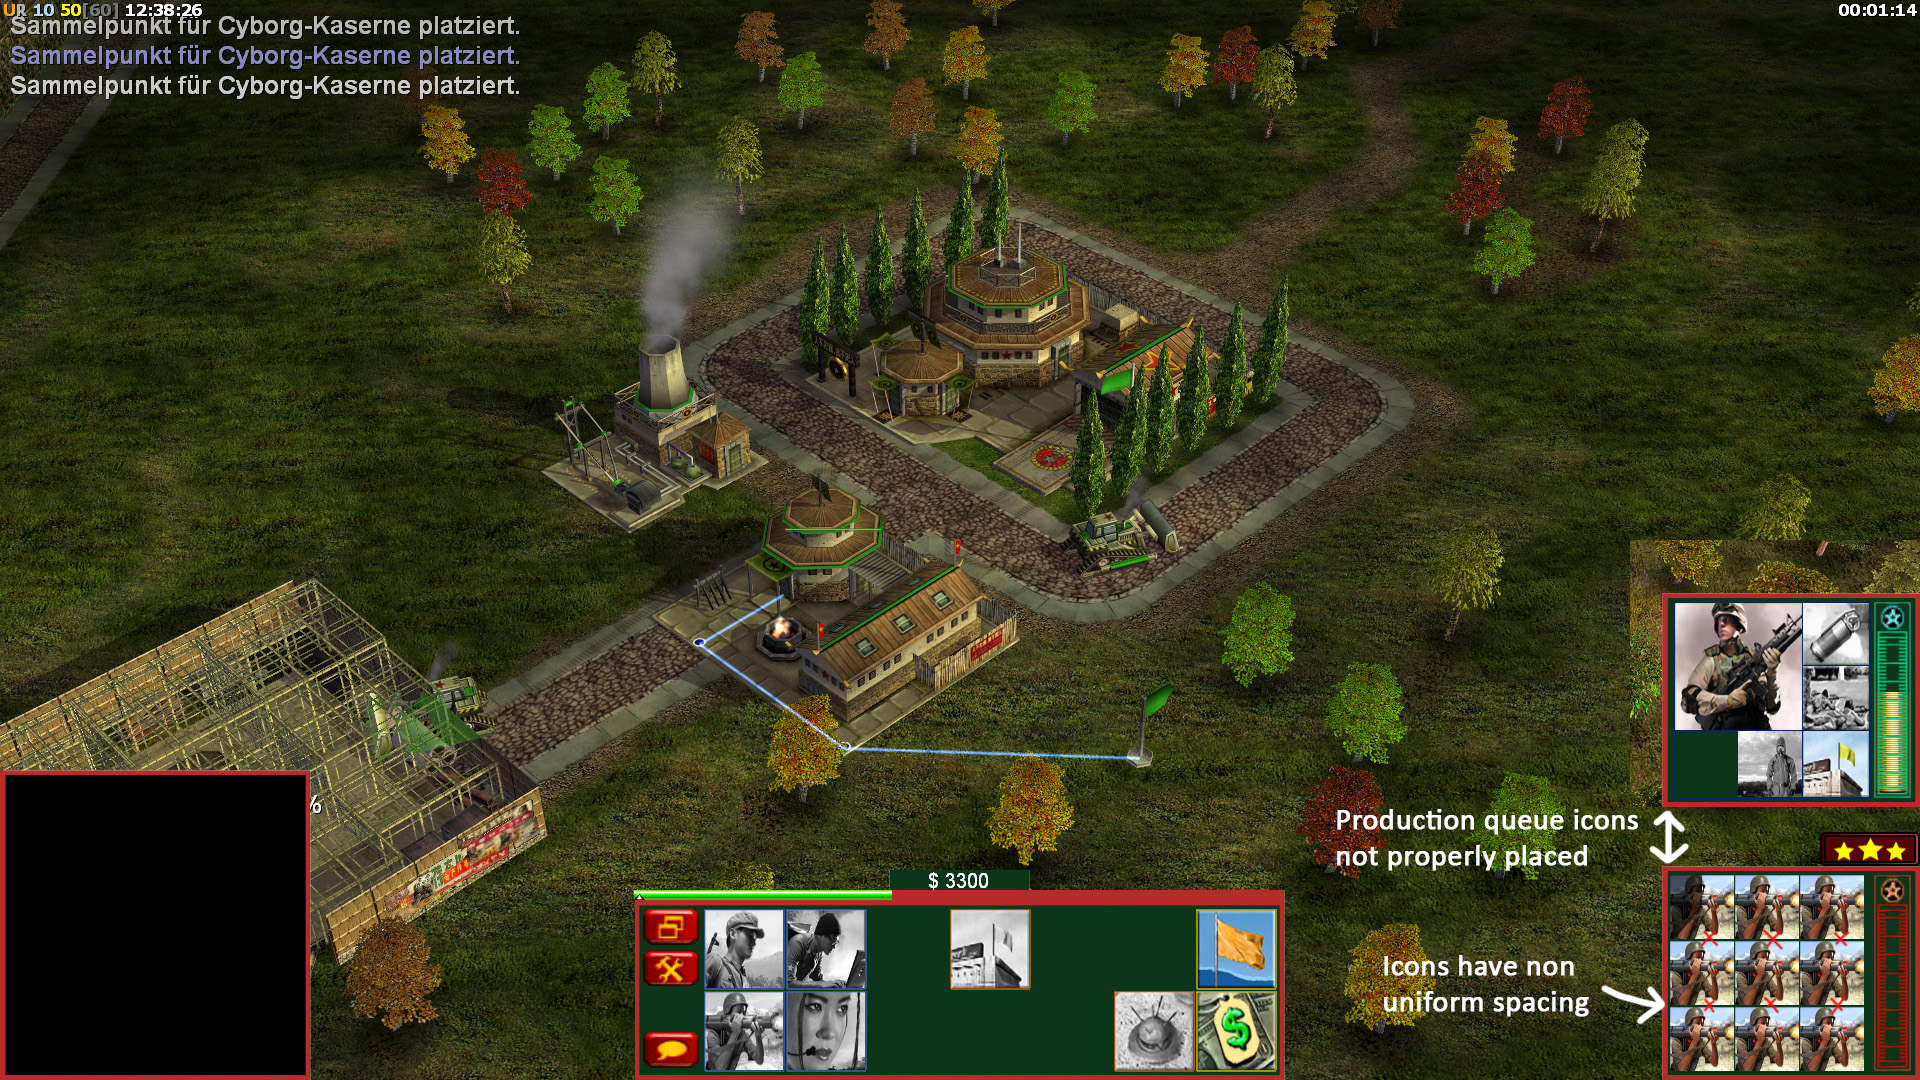 UR 10 50[60] 12:38:26
00:01:14
Sammelpunkt für Cyborg-Kaserne platziert.
Sammelpunkt für Cyborg-Kaserne platziert.
Sammelpunkt für Cyborg-Kaserne platziert.
%
Production queue icons
not properly placed
$ 3300
Icons have non
uniform spacing